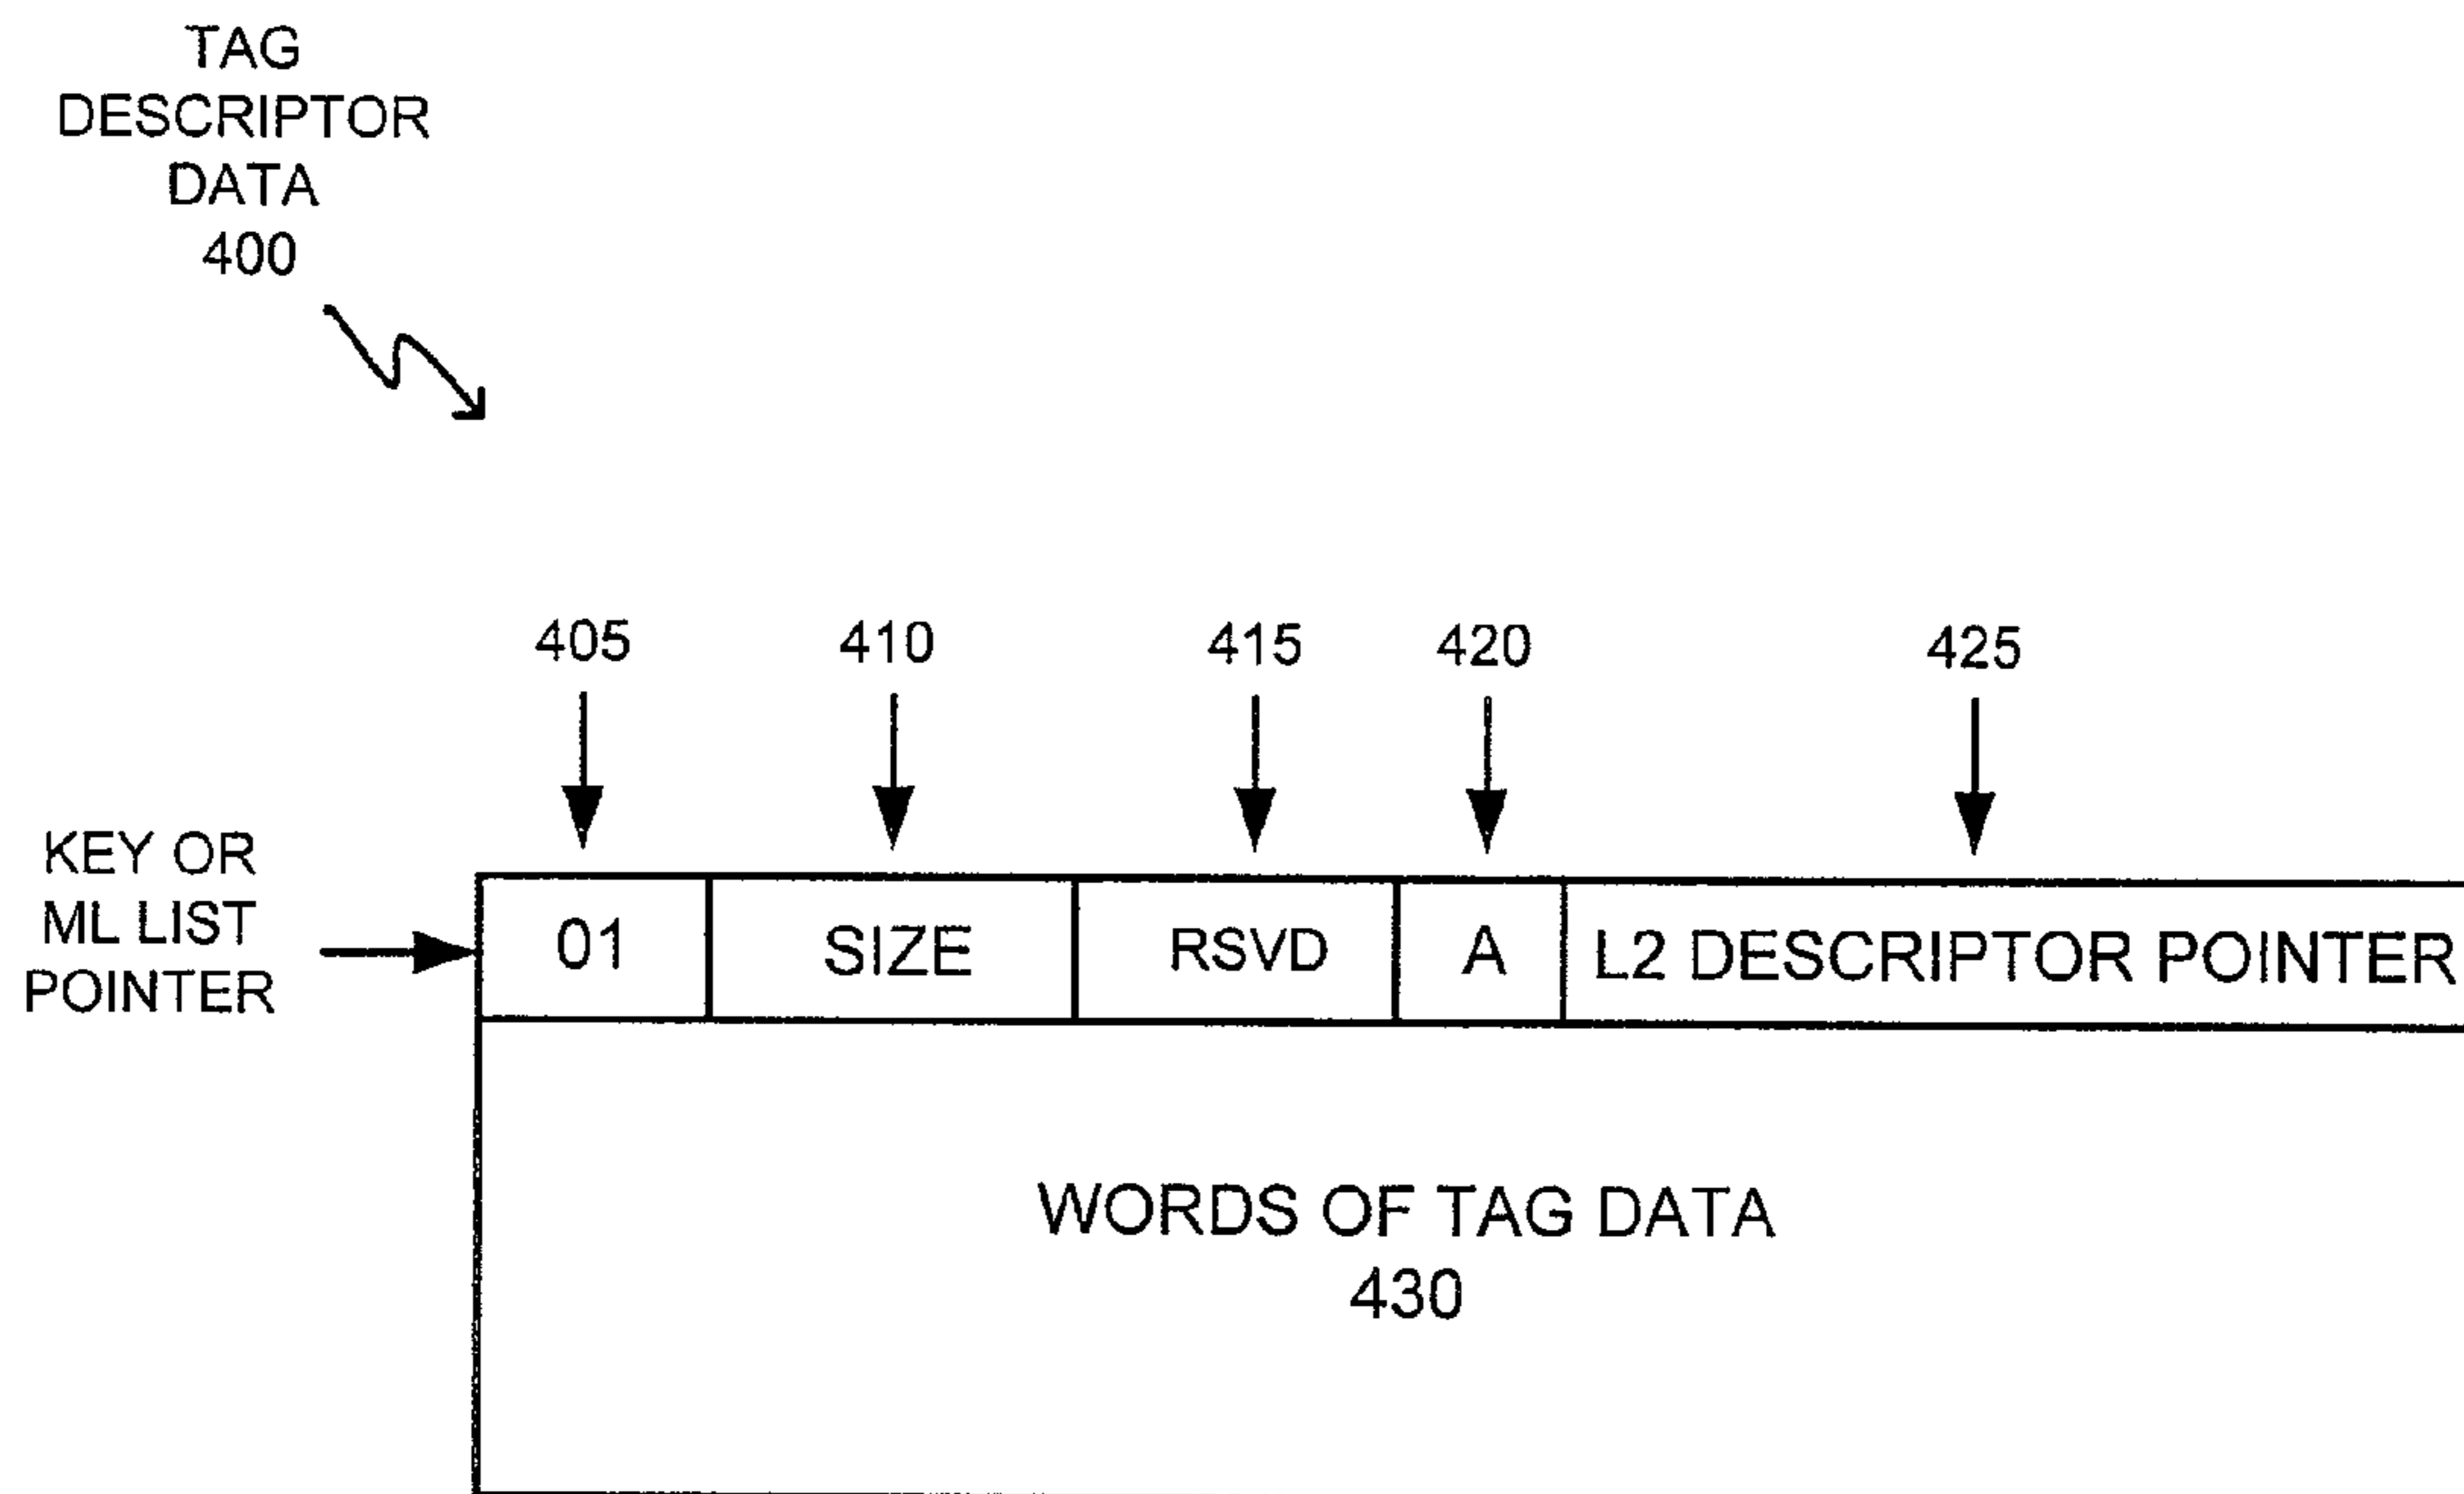 TAG
DESCRIPTOR
DATA
400
405 410 415 420 425
KEY OR
ML LIST
POINTER
01 SIZE RSVD A L2 DESCRIPTOR POINTER
WORDS OF TAG DATA
430